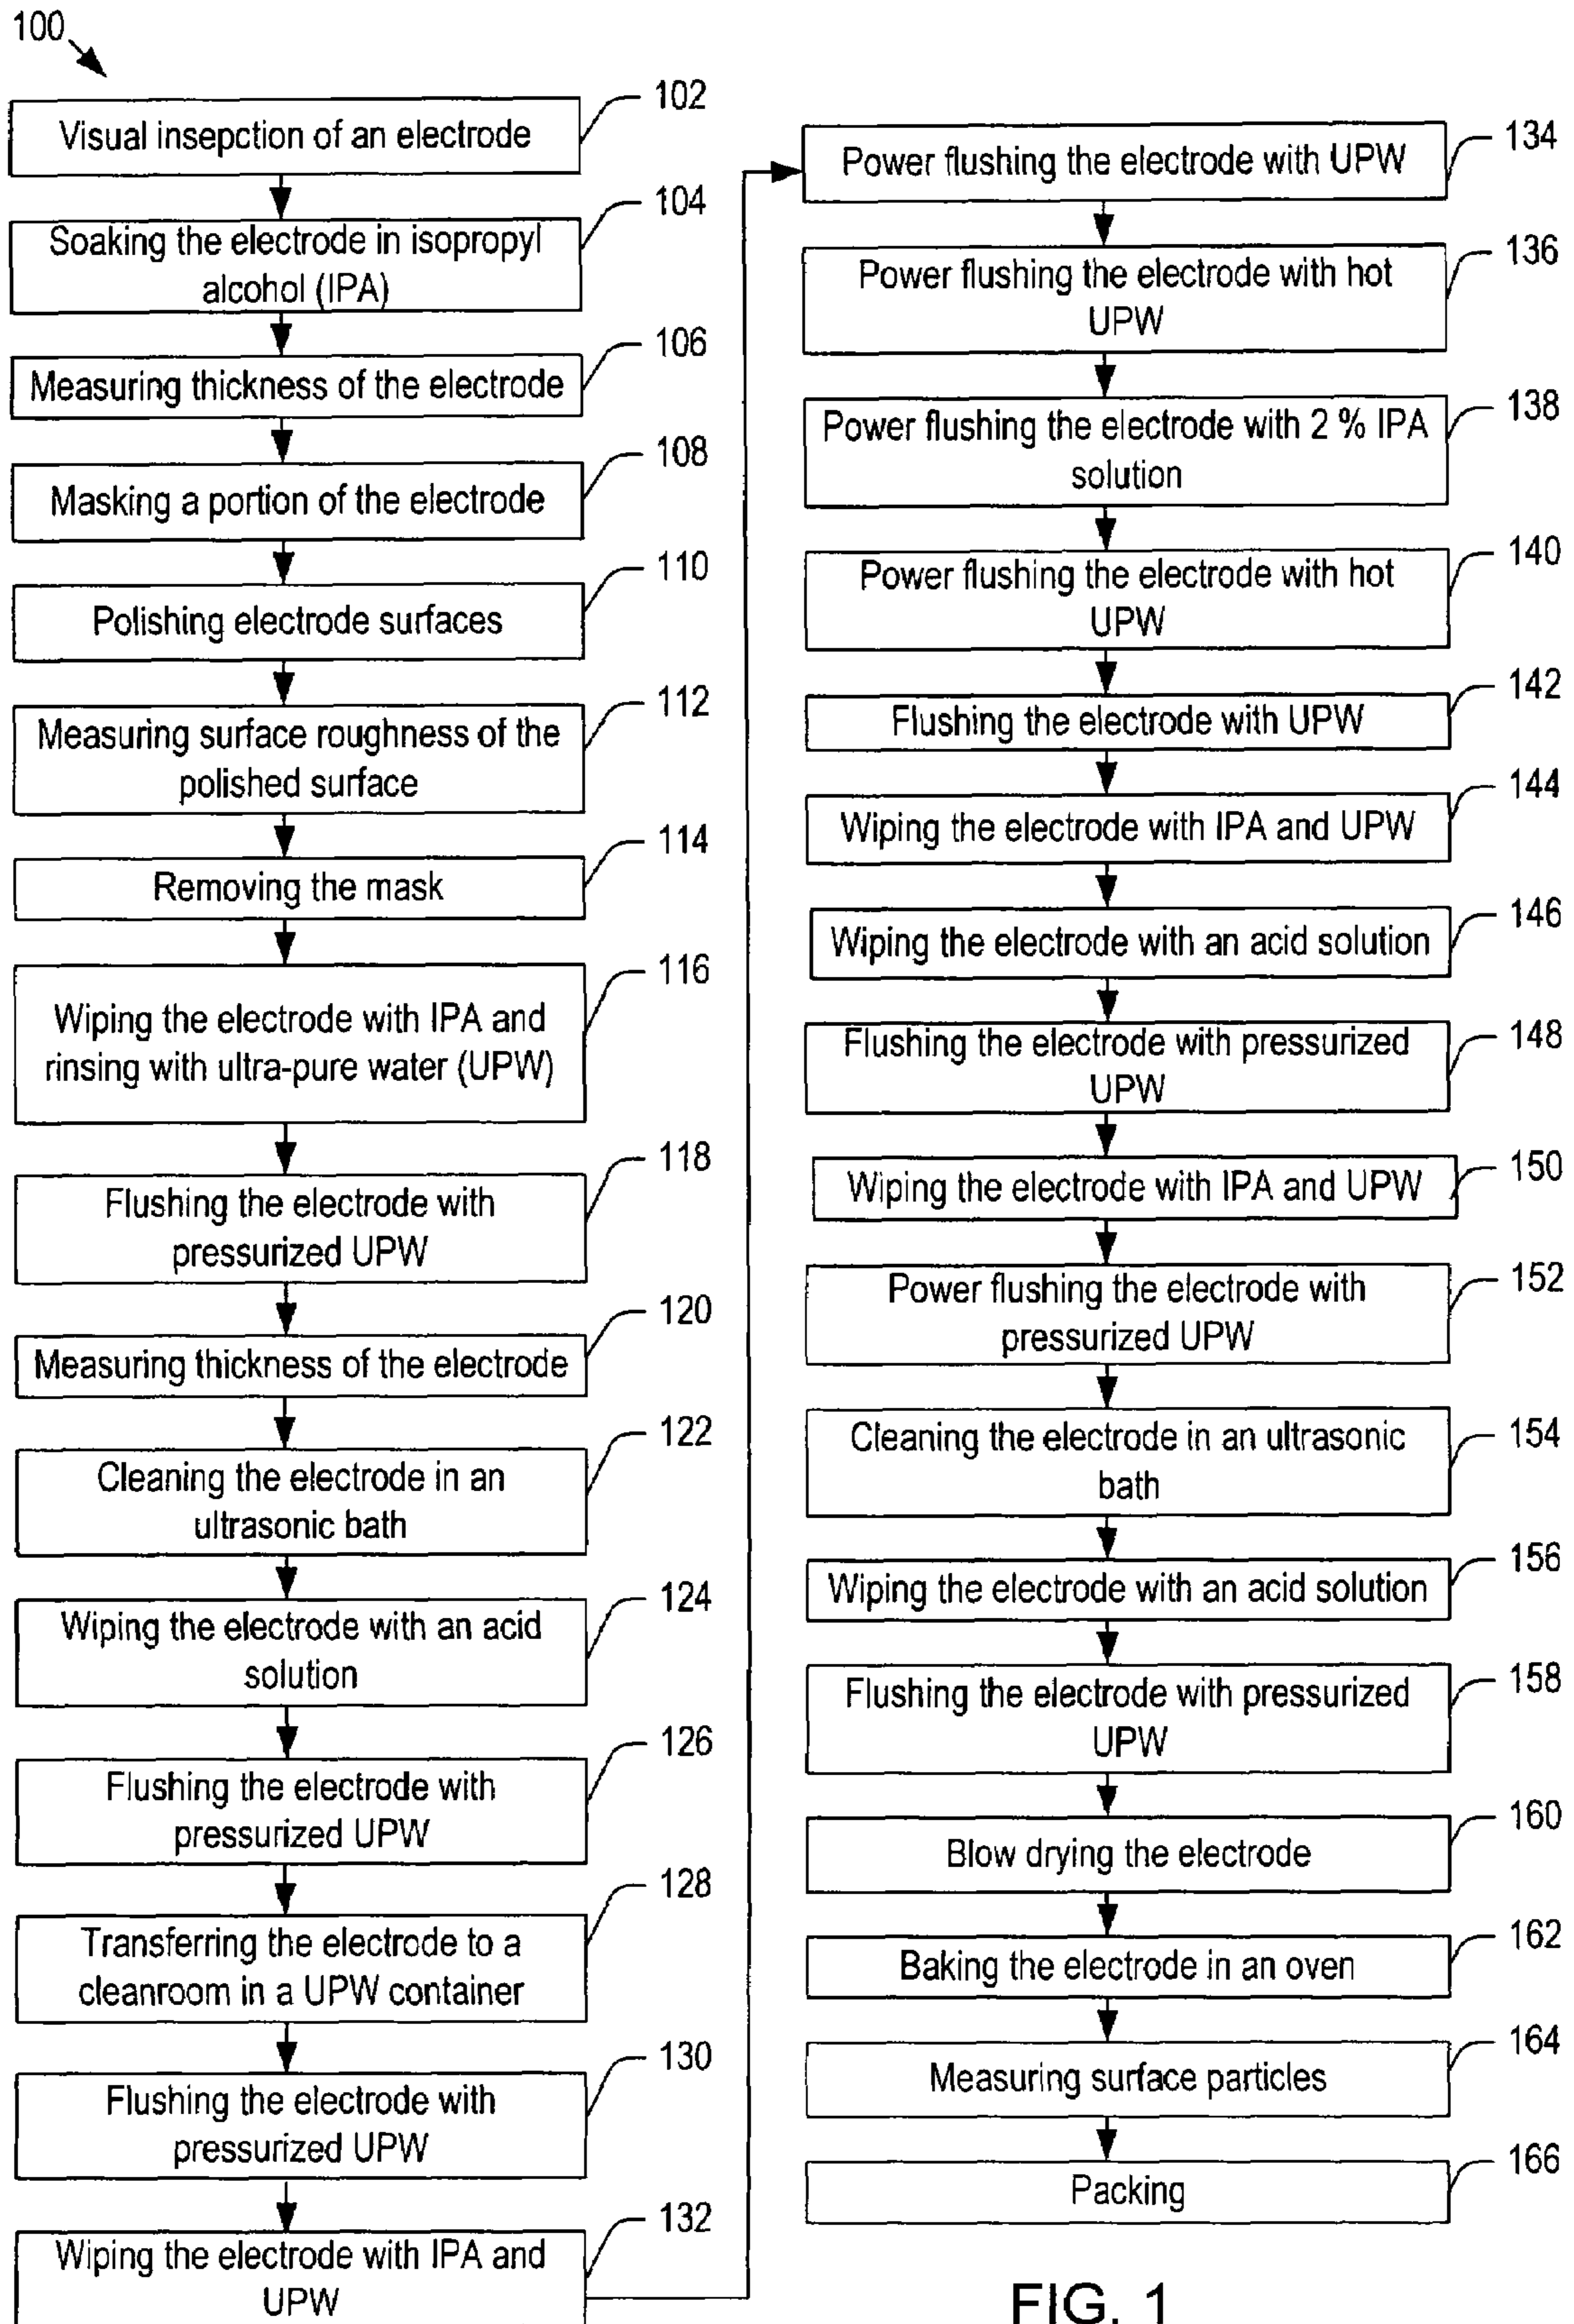 100
Visual insepction of an electrode
102
Soaking the electrode in isopropyl
alcohol (IPA)
104
Measuring thickness of the electrode
106
Masking a portion of the electrode
108
Polishing electrode surfaces
110
Measuring surface roughness of the
polished surface
112
Removing the mask
114
Wiping the electrode with IPA and
rinsing with ultra-pure water (UPW)
116
Flushing the electrode with
pressurized UPW
118
Measuring thickness of the electrode
120
Cleaning the electrode in an
ultrasonic bath
122
Wiping the electrode with an acid
solution
124
Flushing the electrode with
pressurized UPW
126
Transferring the electrode to a
cleanroom in a UPW container
128
Flushing the electrode with
pressurized UPW
130
Wiping the electrode with IPA and
UPW
132
Power flushing the electrode with UPW
134
Power flushing the electrode with hot
UPW
136
Power flushing the electrode with 2 % IPA
solution
138
Power flushing the electrode with hot
UPW
140
Flushing the electrode with UPW
142
Wiping the electrode with IPA and UPW
144
Wiping the electrode with an acid solution
146
Flushing the electrode with pressurized
UPW
148
Wiping the electrode with IPA and UPW
150
Power flushing the electrode with
pressurized UPW
152
Cleaning the electrode in an ultrasonic
bath
154
Wiping the electrode with an acid solution
156
Flushing the electrode with pressurized
UPW
158
Blow drying the electrode
160
Baking the electrode in an oven
162
Measuring surface particles
164
Packing
166
FIG. 1